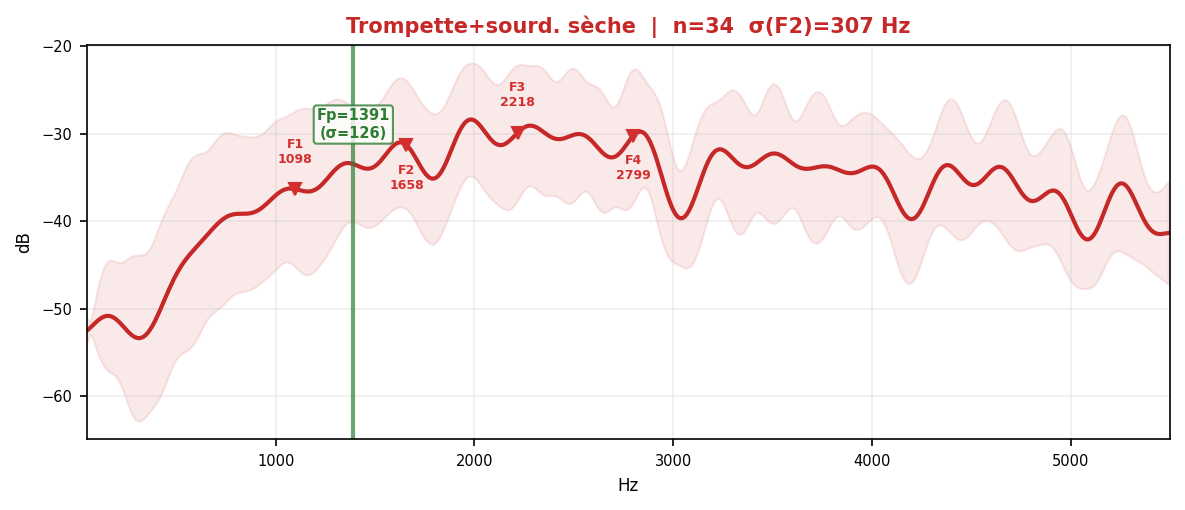 Trompette+sourd. sèche | n=34 σ(F2)=307 Hz
−20
−30
−40
−50
−60
dB
F1
1098
Fp=1391
(σ=126)
F2
1658
F3
2218
F4
2799
1000
2000
3000
4000
5000
Hz